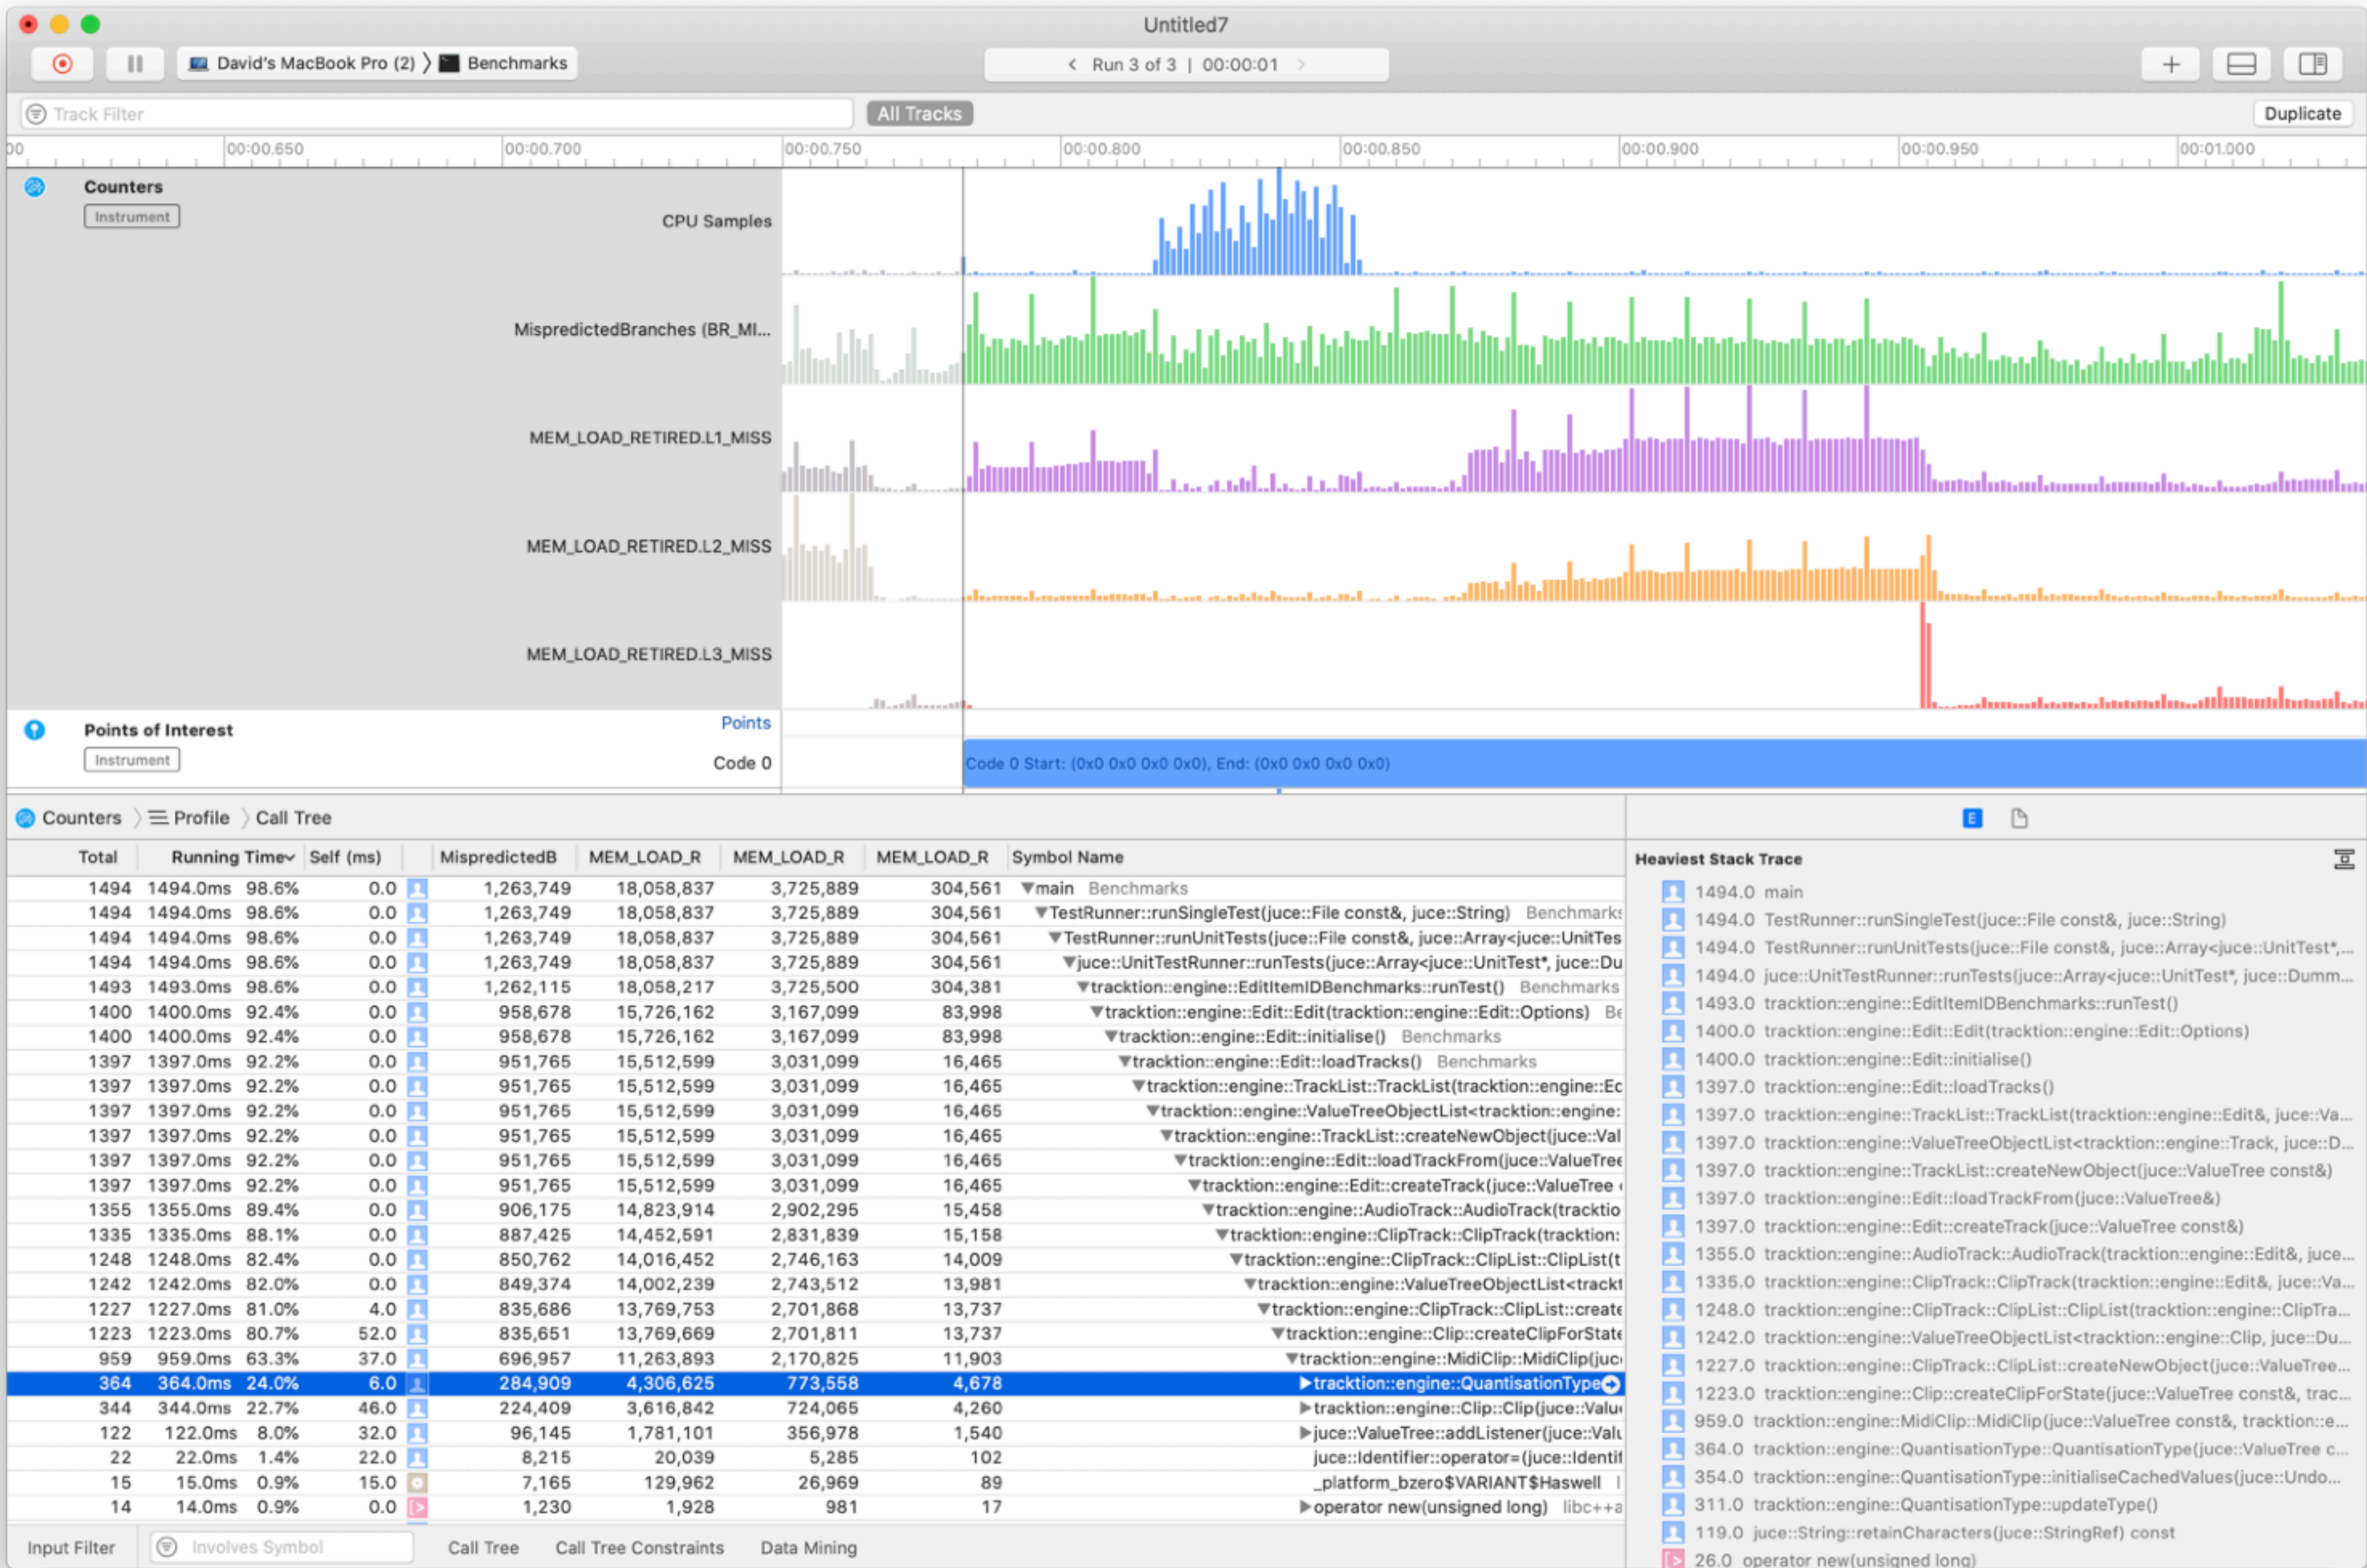 Untitled7
David's MacBook Pro (2) 〉 Benchmarks
Run 3 of 3 | 00:00:01
Track Filter
All Tracks
Duplicate
00 00:00.650 00:00.700 00:00.750 00:00.800 00:00.850 00:00.900 00:00.950 00:01.000
Counters
Instrument
CPU Samples
MispredictedBranches (BR_MI...
MEM_LOAD_RETIRED.L1_MISS
MEM_LOAD_RETIRED.L2_MISS
MEM_LOAD_RETIRED.L3_MISS
Points of Interest
Instrument
Points
Code 0
Code 0 Start: (0x0 0x0 0x0 0x0), End: (0x0 0x0 0x0 0x0)
Counters 〉 Profile 〉 Call Tree
Total Running Time Self (ms) MispredictedB MEM_LOAD_R MEM_LOAD_R MEM_LOAD_R Symbol Name
1494 1494.0ms 98.6% 0.0 1,263,749 18,058,837 3,725,889 304,561 main Benchmarks
1494 1494.0ms 98.6% 0.0 1,263,749 18,058,837 3,725,889 304,561 TestRunner::runSingleTest(juce::File const&, juce::String) Benchmarks
1494 1494.0ms 98.6% 0.0 1,263,749 18,058,837 3,725,889 304,561 TestRunner::runUnitTests(juce::File const&, juce::Array<juce::UnitTes
1494 1494.0ms 98.6% 0.0 1,263,749 18,058,837 3,725,889 304,561 juce::UnitTestRunner::runTests(juce::Array<juce::UnitTest*, juce::Du
1493 1493.0ms 98.6% 0.0 1,262,115 18,058,217 3,725,500 304,381 tracktion::engine::EditItemIDBenchmarks::runTest() Benchmarks
1400 1400.0ms 92.4% 0.0 958,678 15,726,162 3,167,099 83,998 tracktion::engine::Edit::Edit(tracktion::engine::Edit::Options) Be
1400 1400.0ms 92.4% 0.0 958,678 15,726,162 3,167,099 83,998 tracktion::engine::Edit::initialise() Benchmarks
1397 1397.0ms 92.2% 0.0 951,765 15,512,599 3,031,099 16,465 tracktion::engine::Edit::loadTracks() Benchmarks
1397 1397.0ms 92.2% 0.0 951,765 15,512,599 3,031,099 16,465 tracktion::engine::TrackList::TrackList(tracktion::engine::Ec
1397 1397.0ms 92.2% 0.0 951,765 15,512,599 3,031,099 16,465 tracktion::engine::ValueTreeObjectList<tracktion::engine:
1397 1397.0ms 92.2% 0.0 951,765 15,512,599 3,031,099 16,465 tracktion::engine::TrackList::createNewObject(juce::Val
1397 1397.0ms 92.2% 0.0 951,765 15,512,599 3,031,099 16,465 tracktion::engine::Edit::loadTrackFrom(juce::ValueTree
1397 1397.0ms 92.2% 0.0 951,765 15,512,599 3,031,099 16,465 tracktion::engine::Edit::createTrack(juce::ValueTree
1355 1355.0ms 89.4% 0.0 906,175 14,823,914 2,902,295 15,458 tracktion::engine::AudioTrack::AudioTrack(tracktio
1335 1335.0ms 88.1% 0.0 887,425 14,452,591 2,831,839 15,158 tracktion::engine::ClipTrack::ClipTrack(tracktion:
1248 1248.0ms 82.4% 0.0 850,762 14,016,452 2,746,163 14,009 tracktion::engine::ClipTrack::ClipList::ClipList(t
1242 1242.0ms 82.0% 0.0 849,374 14,002,239 2,743,512 13,981 tracktion::engine::ValueTreeObjectList<trackt
1227 1227.0ms 81.0% 4.0 835,686 13,769,753 2,701,868 13,737 tracktion::engine::ClipTrack::ClipList::create
1223 1223.0ms 80.7% 52.0 835,651 13,769,669 2,701,811 13,737 tracktion::engine::Clip::createClipForState
959 959.0ms 63.3% 37.0 696,957 11,263,893 2,170,825 11,903 tracktion::engine::MidiClip::MidiClip(juc
364 364.0ms 24.0% 6.0 284,909 4,306,625 773,558 4,678 tracktion::engine::QuantisationType
344 344.0ms 22.7% 46.0 224,409 3,616,842 724,065 4,260 tracktion::engine::Clip::Clip(juce::Valu
122 122.0ms 8.0% 32.0 96,145 1,781,101 356,978 1,540 juce::ValueTree::addListener(juce::Valu
22 22.0ms 1.4% 22.0 8,215 20,039 5,285 102 juce::Identifier::operator=(juce::Identif
15 15.0ms 0.9% 15.0 7,165 129,962 26,969 89 _platform_bzero$VARIANT$Haswell
14 14.0ms 0.9% 0.0 1,230 1,928 981 17 operator new(unsigned long) libc++a
Input Filter Involves Symbol Call Tree Call Tree Constraints Data Mining
E
Heaviest Stack Trace
1494.0 main
1494.0 TestRunner::runSingleTest(juce::File const&, juce::String)
1494.0 TestRunner::runUnitTests(juce::File const&, juce::Array<juce::UnitTest*,...
1494.0 juce::UnitTestRunner::runTests(juce::Array<juce::UnitTest*, juce::Dumm...
1493.0 tracktion::engine::EditItemIDBenchmarks::runTest()
1400.0 tracktion::engine::Edit::Edit(tracktion::engine::Edit::Options)
1400.0 tracktion::engine::Edit::initialise()
1397.0 tracktion::engine::Edit::loadTracks()
1397.0 tracktion::engine::TrackList::TrackList(tracktion::engine::Edit&, juce::Va...
1397.0 tracktion::engine::ValueTreeObjectList<tracktion::engine::Track, juce::D...
1397.0 tracktion::engine::TrackList::createNewObject(juce::ValueTree const&)
1397.0 tracktion::engine::Edit::loadTrackFrom(juce::ValueTree&)
1397.0 tracktion::engine::Edit::createTrack(juce::ValueTree const&)
1355.0 tracktion::engine::AudioTrack::AudioTrack(tracktion::engine::Edit&, juce...
1335.0 tracktion::engine::ClipTrack::ClipTrack(tracktion::engine::Edit&, juce::Va...
1248.0 tracktion::engine::ClipTrack::ClipList::ClipList(tracktion::engine::ClipTra...
1242.0 tracktion::engine::ValueTreeObjectList<tracktion::engine::Clip, juce::Du...
1227.0 tracktion::engine::ClipTrack::ClipList::createNewObject(juce::ValueTree...
1223.0 tracktion::engine::Clip::createClipForState(juce::ValueTree const&, trac...
959.0 tracktion::engine::MidiClip::MidiClip(juce::ValueTree const&, tracktion::e...
364.0 tracktion::engine::QuantisationType::QuantisationType(juce::ValueTree c...
354.0 tracktion::engine::QuantisationType::initialiseCachedValues(juce::Undo...
311.0 tracktion::engine::QuantisationType::updateType()
119.0 juce::String::retainCharacters(juce::StringRef) const
26.0 operator new(unsigned long)